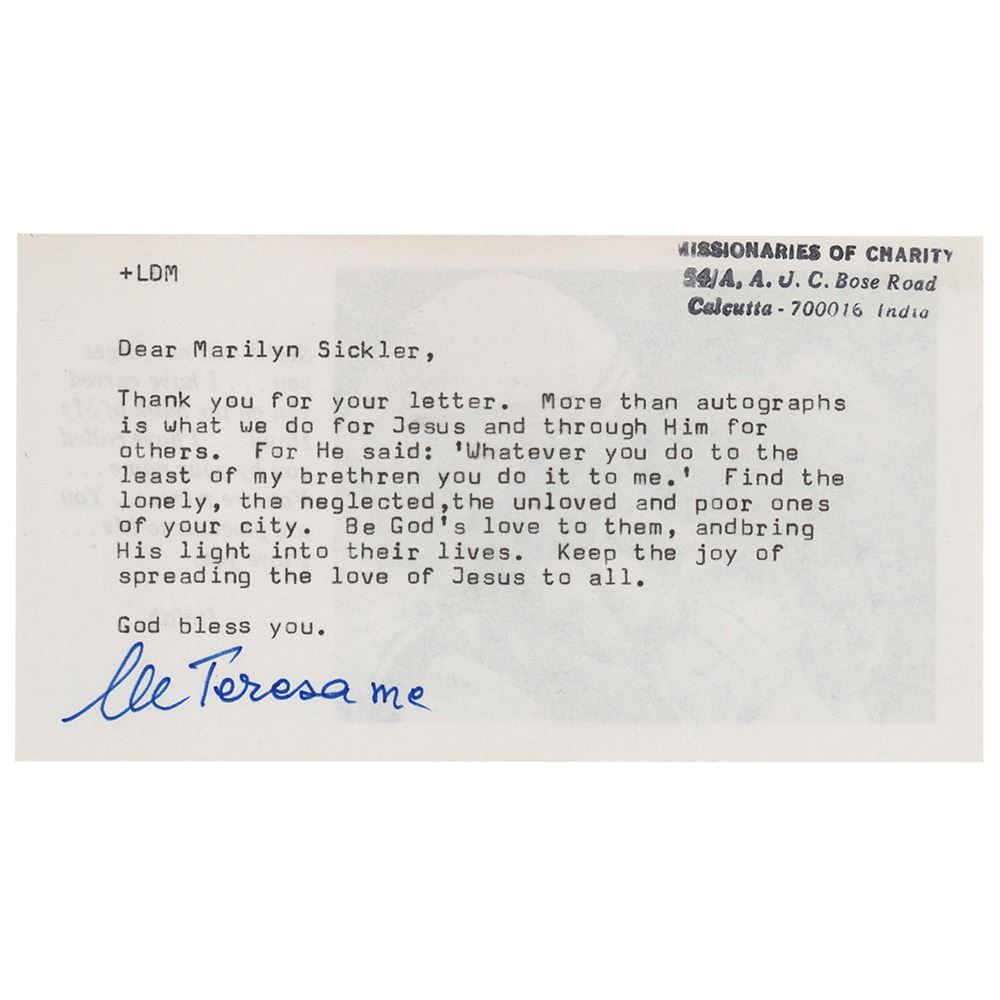 MISSIONARIES OF CHARITY
54/A, A. J. C. Bose Road
Calcutta - 700016 India
+LDM
Dear Marilyn Sickler,
Thank you for your letter. More than autographs
is what we do for Jesus and through Him for
others. For He said: 'Whatever you do to the
least of my brethren you do it to me.' Find the
lonely, the neglected,the unloved and poor ones
of your city. Be God's love to them, andbring
His light into their lives. Keep the joy of
spreading the love of Jesus to all.
God bless you.
Teresa mc